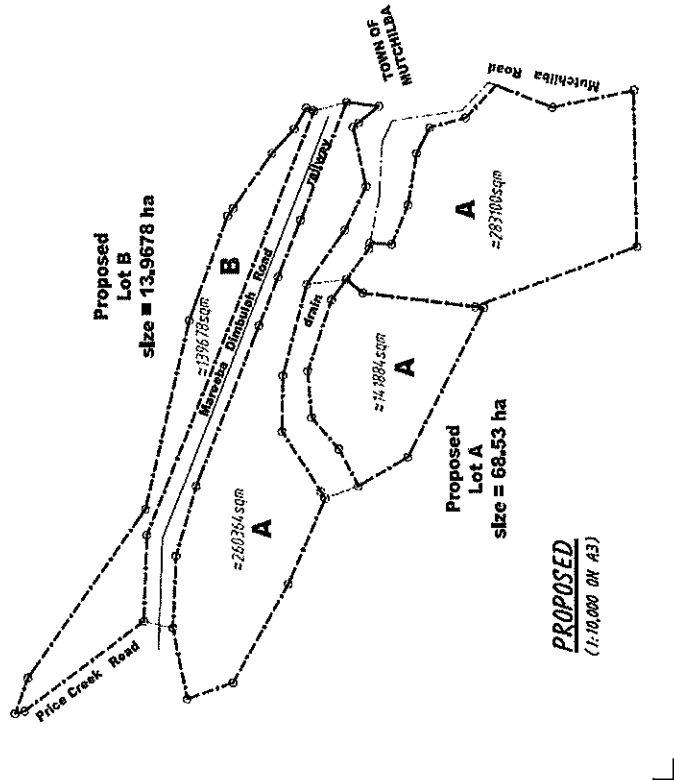 TOWN OF
MUTCHILBA
Mutchilba Road
Proposed
Lot B
size = 13.9678 ha
railway
B
≈139678sqm
Mareeba Dimbulah Road
A
≈283100sqm
drain
≈141884sqm
A
≈260364sqm
A
Proposed
Lot A
size = 68.53 ha
Price Creek Road
PROPOSED
(1:10,000 ON A3)